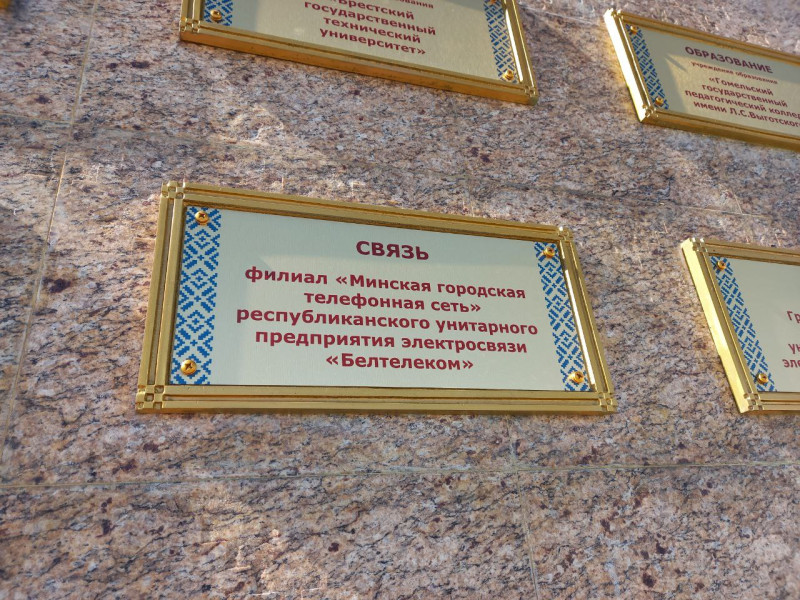 «Брестский
государственный
технический
университет»
ОБРАЗОВАНИЕ
учреждение образования
«Гомельский
государственный
педагогический
имени Л.С.Выготского
СВЯЗЬ
филиал «Минская городская
телефонная сеть»
республиканского унитарного
предприятия электросвязи
«Белтелеком»